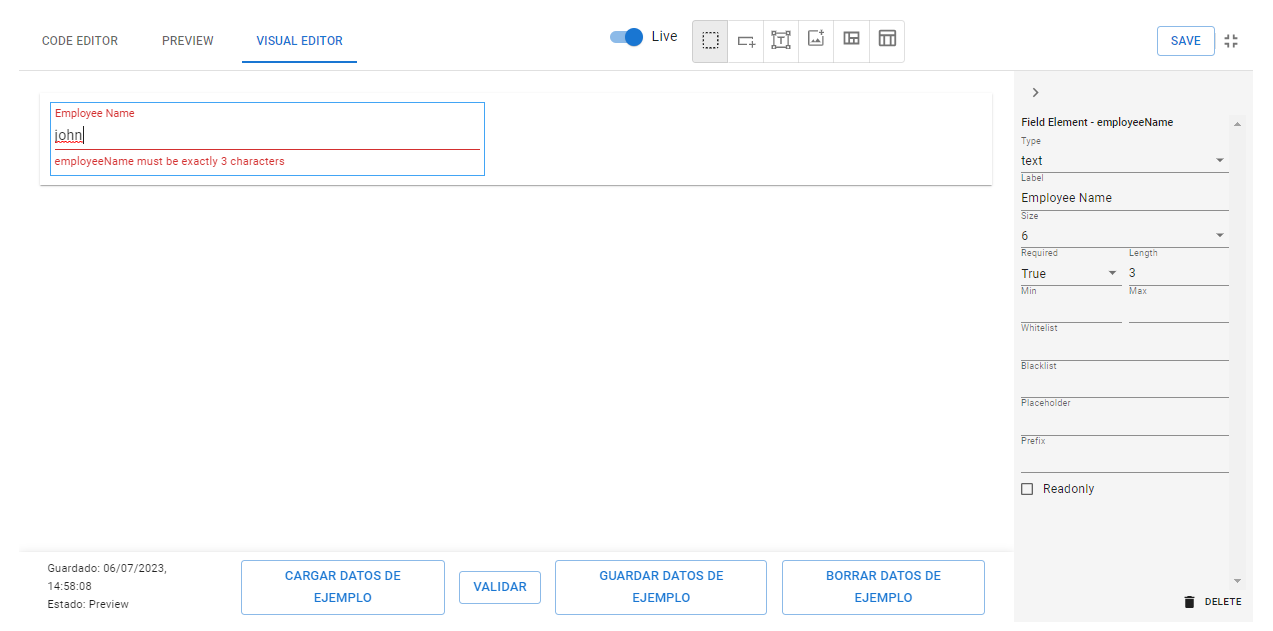 CODE EDITOR
PREVIEW
VISUAL EDITOR
Live
SAVE
Employee Name
john
employeeName must be exactly 3 characters
Field Element - employeeName
Type
text
Label
Employee Name
Size
6
Required
Length
True
3
Min
Max
Whitelist
Blacklist
Placeholder
Prefix
Readonly
DELETE
Guardado: 06/07/2023,
14:58:08
Estado: Preview
CARGAR DATOS DE
EJEMPLO
VALIDAR
GUARDAR DATOS DE
EJEMPLO
BORRAR DATOS DE
EJEMPLO